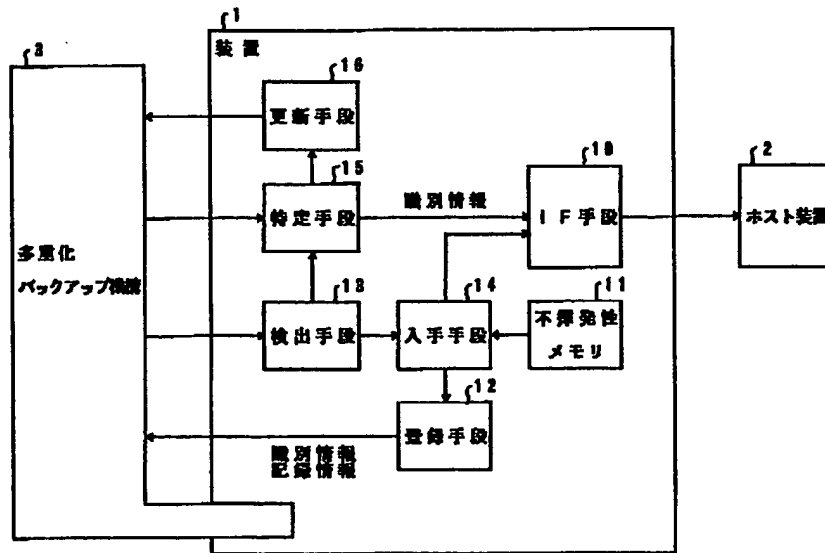 3
1
装置
16
更新手段
15
特定手段
識別情報
10
IF手段
2
ホスト装置
多重化
バックアップ機構
13
検出手段
14
入手手段
11
不揮発性
メモリ
12
登録手段
識別情報
記録情報